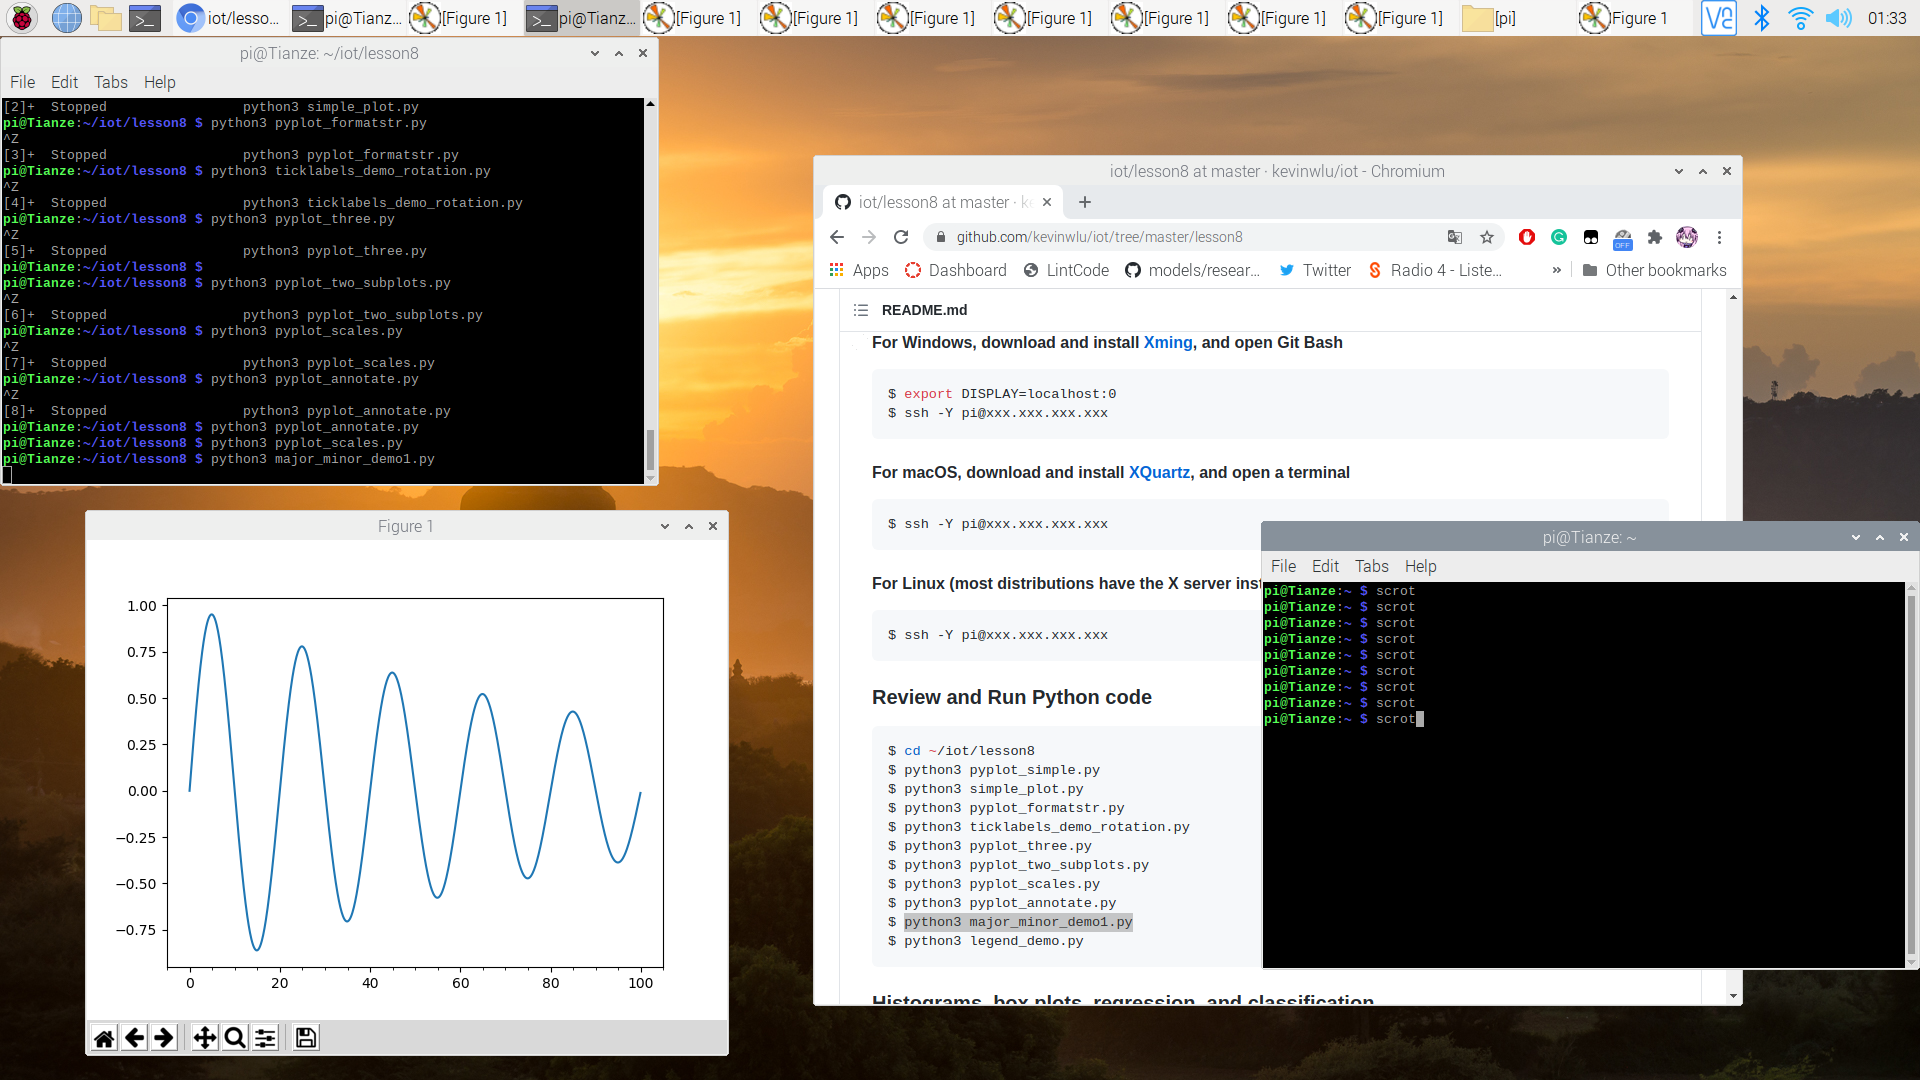 iot/lesso...
pi@Tianz...
[Figure 1]
pi@Tianz...
[Figure 1]
[Figure 1]
[Figure 1]
[Figure 1]
[Figure 1]
[Figure 1]
[Figure 1]
[pi]
Figure 1
01:33
pi@Tianze: ~/iot/lesson8
File Edit Tabs Help
[2]+ Stopped python3 simple_plot.py
pi@Tianze:~/iot/lesson8 $ python3 pyplot_formatstr.py
^Z
[3]+ Stopped python3 pyplot_formatstr.py
pi@Tianze:~/iot/lesson8 $ python3 ticklabels_demo_rotation.py
^Z
[4]+ Stopped python3 ticklabels_demo_rotation.py
pi@Tianze:~/iot/lesson8 $ python3 pyplot_three.py
^Z
[5]+ Stopped python3 pyplot_three.py
pi@Tianze:~/iot/lesson8 $
pi@Tianze:~/iot/lesson8 $ python3 pyplot_two_subplots.py
^Z
[6]+ Stopped python3 pyplot_two_subplots.py
pi@Tianze:~/iot/lesson8 $ python3 pyplot_scales.py
^Z
[7]+ Stopped python3 pyplot_scales.py
pi@Tianze:~/iot/lesson8 $ python3 pyplot_annotate.py
^Z
[8]+ Stopped python3 pyplot_annotate.py
pi@Tianze:~/iot/lesson8 $ python3 pyplot_annotate.py
pi@Tianze:~/iot/lesson8 $ python3 pyplot_scales.py
pi@Tianze:~/iot/lesson8 $ python3 major_minor_demo1.py
Figure 1
1.00
0.75
0.50
0.25
0.00
−0.25
−0.50
−0.75
0 20 40 60 80 100
iot/lesson8 at master · kevinwlu/iot - Chromium
iot/lesson8 at master · ke
github.com/kevinwlu/iot/tree/master/lesson8
OFF
Apps Dashboard LintCode models/resear... Twitter Radio 4 - Liste... » Other bookmarks
README.md
For Windows, download and install Xming, and open Git Bash
$ export DISPLAY=localhost:0
$ ssh -Y pi@xxx.xxx.xxx.xxx
For macOS, download and install XQuartz, and open a terminal
$ ssh -Y pi@xxx.xxx.xxx.xxx
For Linux (most distributions have the X server inst
$ ssh -Y pi@xxx.xxx.xxx.xxx
Review and Run Python code
$ cd ~/iot/lesson8
$ python3 pyplot_simple.py
$ python3 simple_plot.py
$ python3 pyplot_formatstr.py
$ python3 ticklabels_demo_rotation.py
$ python3 pyplot_three.py
$ python3 pyplot_two_subplots.py
$ python3 pyplot_scales.py
$ python3 pyplot_annotate.py
$ python3 major_minor_demo1.py
$ python3 legend_demo.py
Histograms, box plots, regression, and classification
pi@Tianze: ~
File Edit Tabs Help
pi@Tianze:~ $ scrot
pi@Tianze:~ $ scrot
pi@Tianze:~ $ scrot
pi@Tianze:~ $ scrot
pi@Tianze:~ $ scrot
pi@Tianze:~ $ scrot
pi@Tianze:~ $ scrot
pi@Tianze:~ $ scrot
pi@Tianze:~ $ scrot